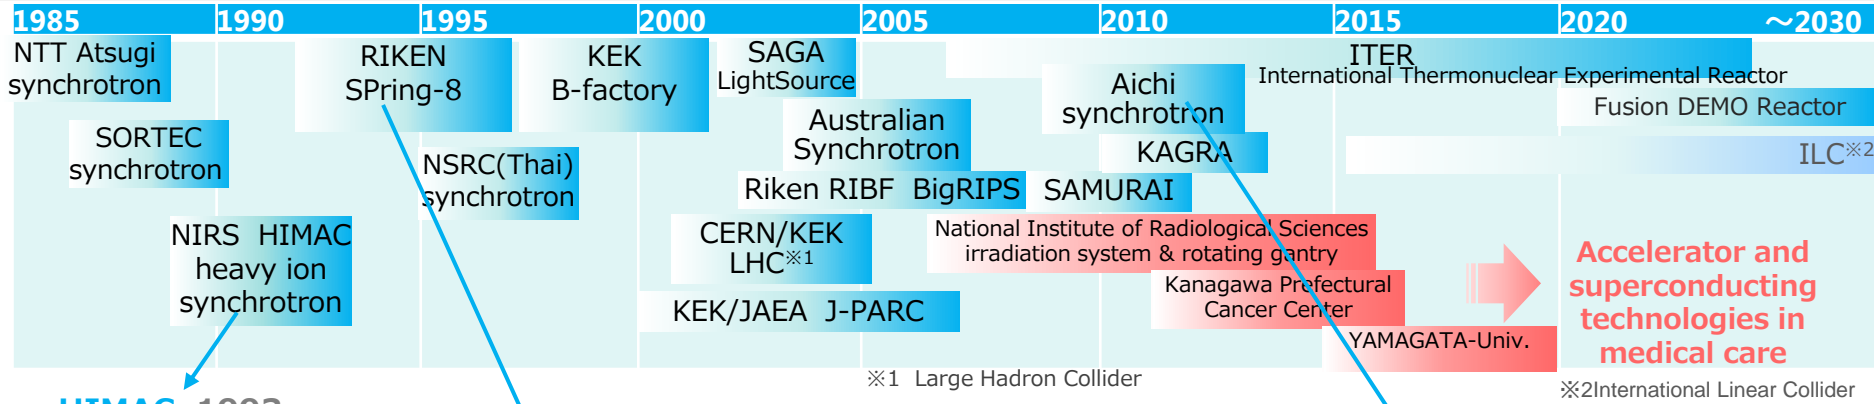 1985 1990 1995 2000 2005 2010 2015 2020 ～2030
NTT Atsugi
synchrotron
SORTEC
synchrotron
NIRS HIMAC
heavy ion
synchrotron
RIKEN
SPring-8
NSRC(Thai)
synchrotron
KEK
B-factory
SAGA
LightSource
Australian
Synchrotron
Riken RIBF BigRIPS
SAMURAI
CERN/KEK
LHC※1
KEK/JAEA J-PARC
Aichi
synchrotron
KAGRA
ITER
International Thermonuclear Experimental Reactor
Fusion DEMO Reactor
ILC※2
National Institute of Radiological Sciences
irradiation system & rotating gantry
Kanagawa Prefectural
Cancer Center
YAMAGATA-Univ.
Accelerator and
superconducting
technologies in
medical care
※1 Large Hadron Collider
※2International Linear Collider